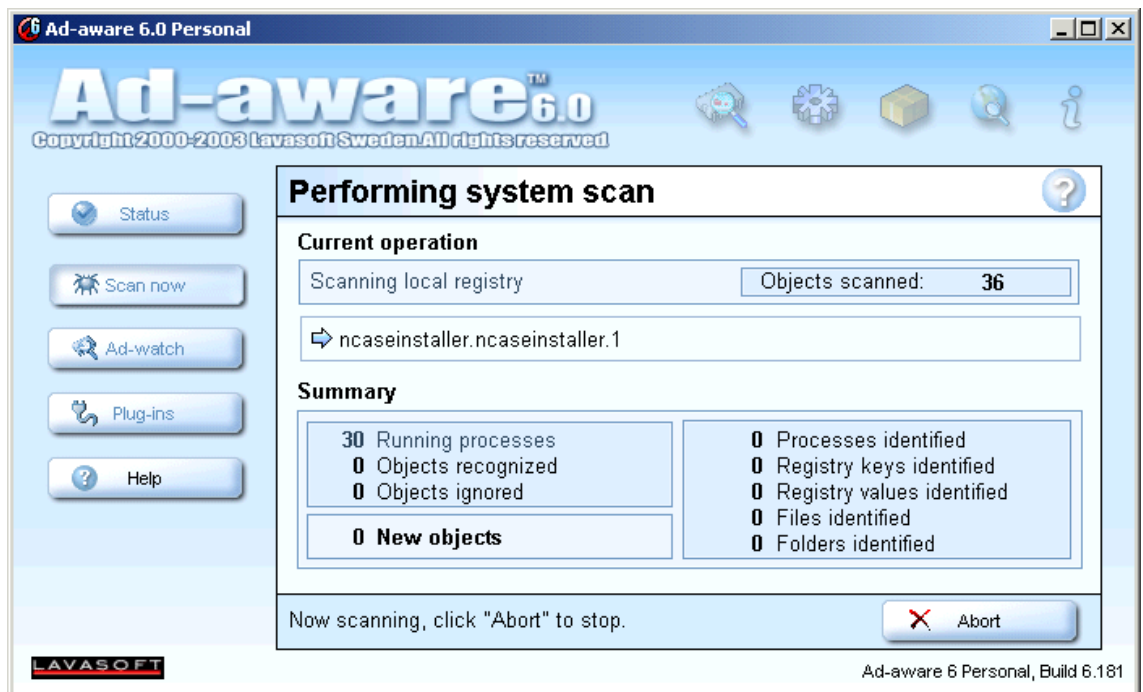 Ad-aware 6.0 Personal
Ad-aware™ 6.0
Copyright 2000-2003 Lavasoft Sweden All rights reserved
Status
Scan now
Ad-watch
Plug-ins
Help
Performing system scan
Current operation
Scanning local registry
Objects scanned: 36
ncaseinstaller.ncaseinstaller.1
Summary
30 Running processes
0 Objects recognized
0 Objects ignored
0 New objects
0 Processes identified
0 Registry keys identified
0 Registry values identified
0 Files identified
0 Folders identified
Now scanning, click "Abort" to stop.
Abort
LAVASOFT
Ad-aware 6 Personal, Build 6.181